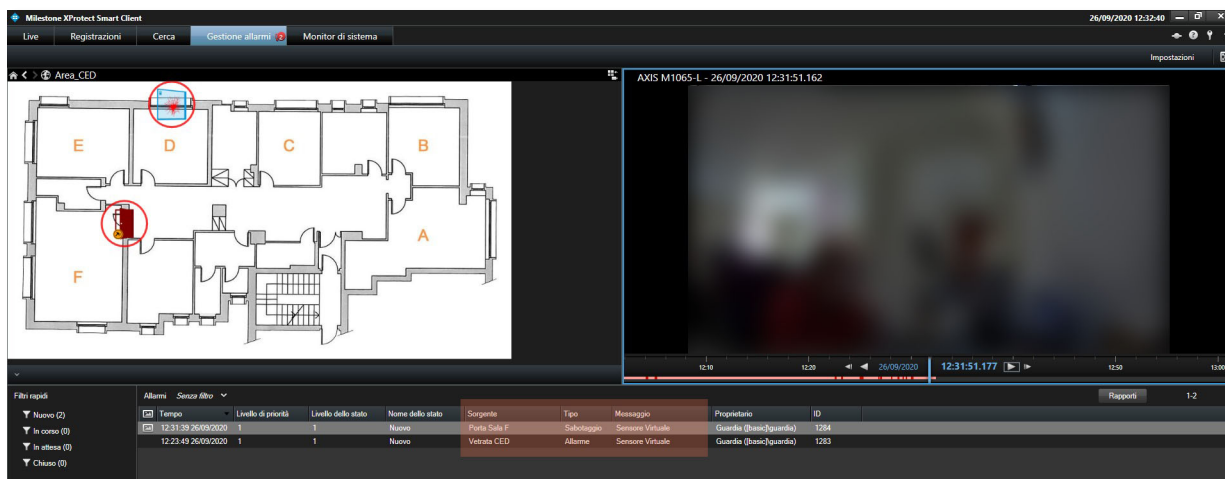 Milestone XProtect Smart Client 26/09/2020 12:32:40
Live Registrazioni Cerca Gestione allarmi 2 Monitor di sistema
Impostazioni
Area_CED
AXIS M1065-L - 26/09/2020 12:31:51.162
E D C B
A
F
12:10 12:20 26/09/2020 12:31:51.177 12:50 13:00
Filtri rapidi Allarmi Senza filtro Rapporti 1-2
Nuovo (2)
In corso (0)
In attesa (0)
Chiuso (0)
Tempo Livello di priorità Livello dello stato Nome dello stato Sorgente Tipo Messaggio Proprietario ID
12:31:39 26/09/2020 1 1 Nuovo Porta Sala F Sabotaggio Sensore Virtuale Guardia ([basic]\guardia) 1284
12:23:49 26/09/2020 1 1 Nuovo Vetrata CED Allarme Sensore Virtuale Guardia ([basic]\guardia) 1283